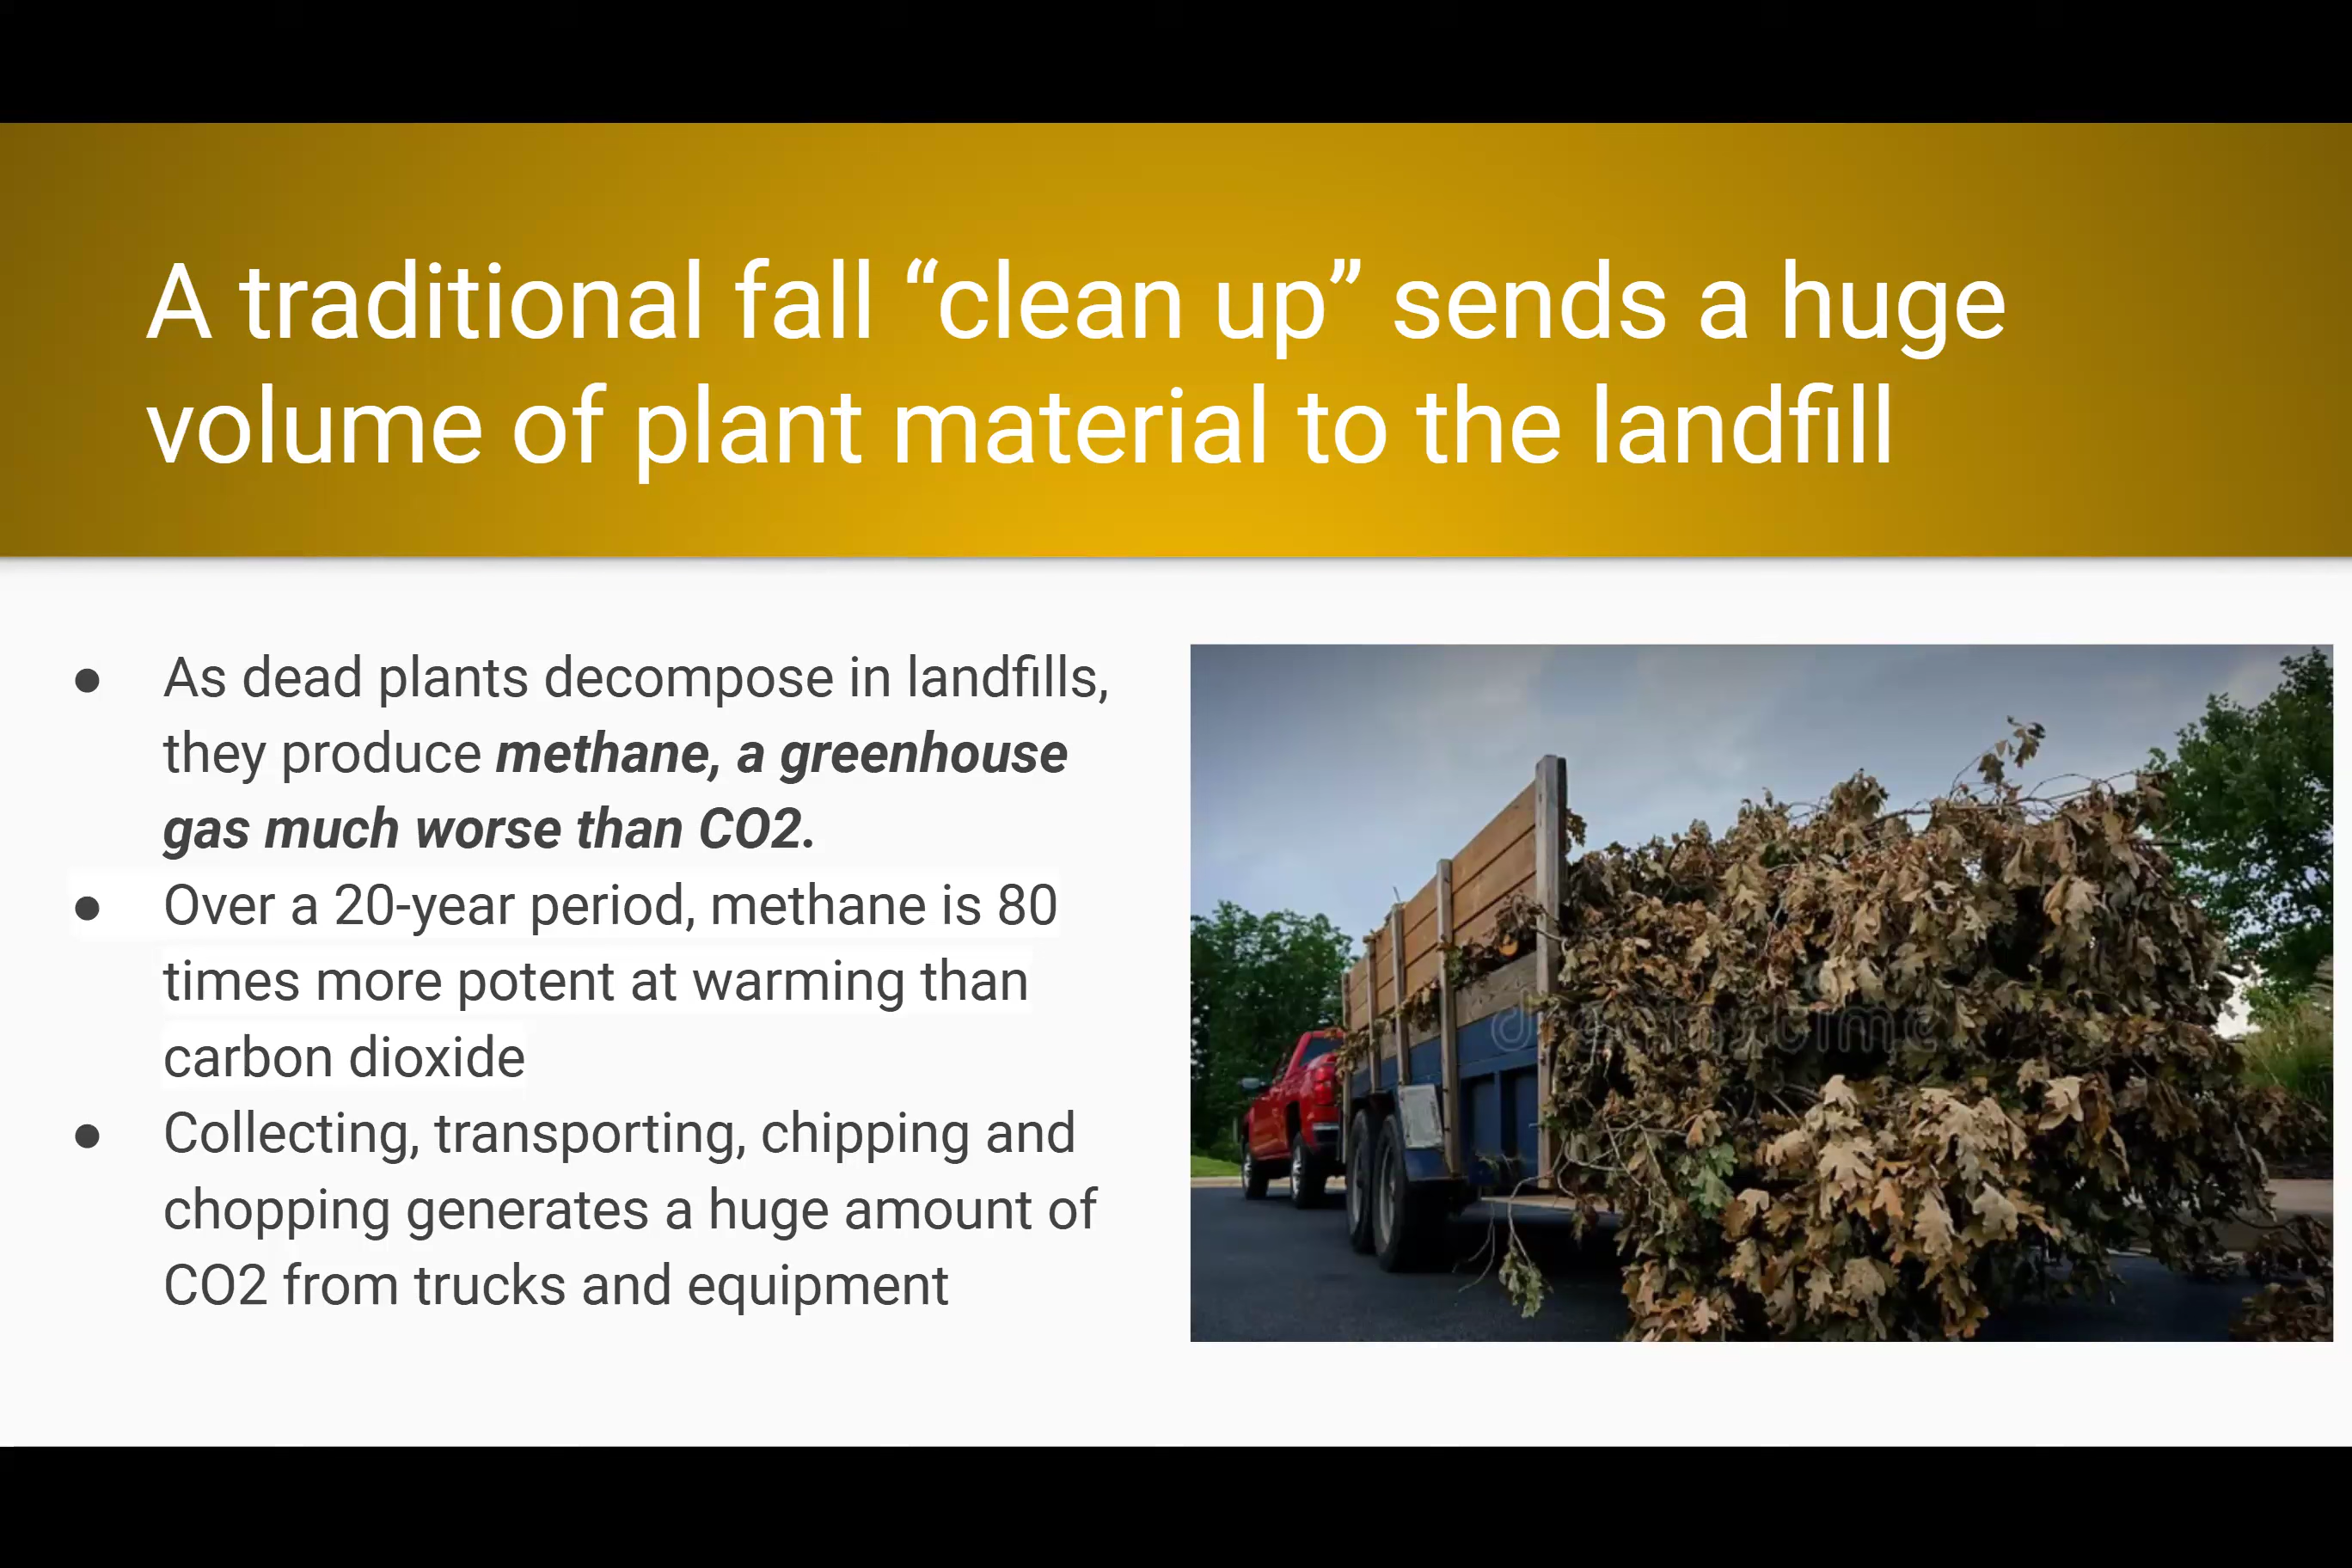 A traditional fall “clean up” sends a huge
volume of plant material to the landfill
● As dead plants decompose in landfills,
they produce methane, a greenhouse
gas much worse than CO2.
● Over a 20-year period, methane is 80
times more potent at warming than
carbon dioxide
● Collecting, transporting, chipping and
chopping generates a huge amount of
CO2 from trucks and equipment
dreamstime